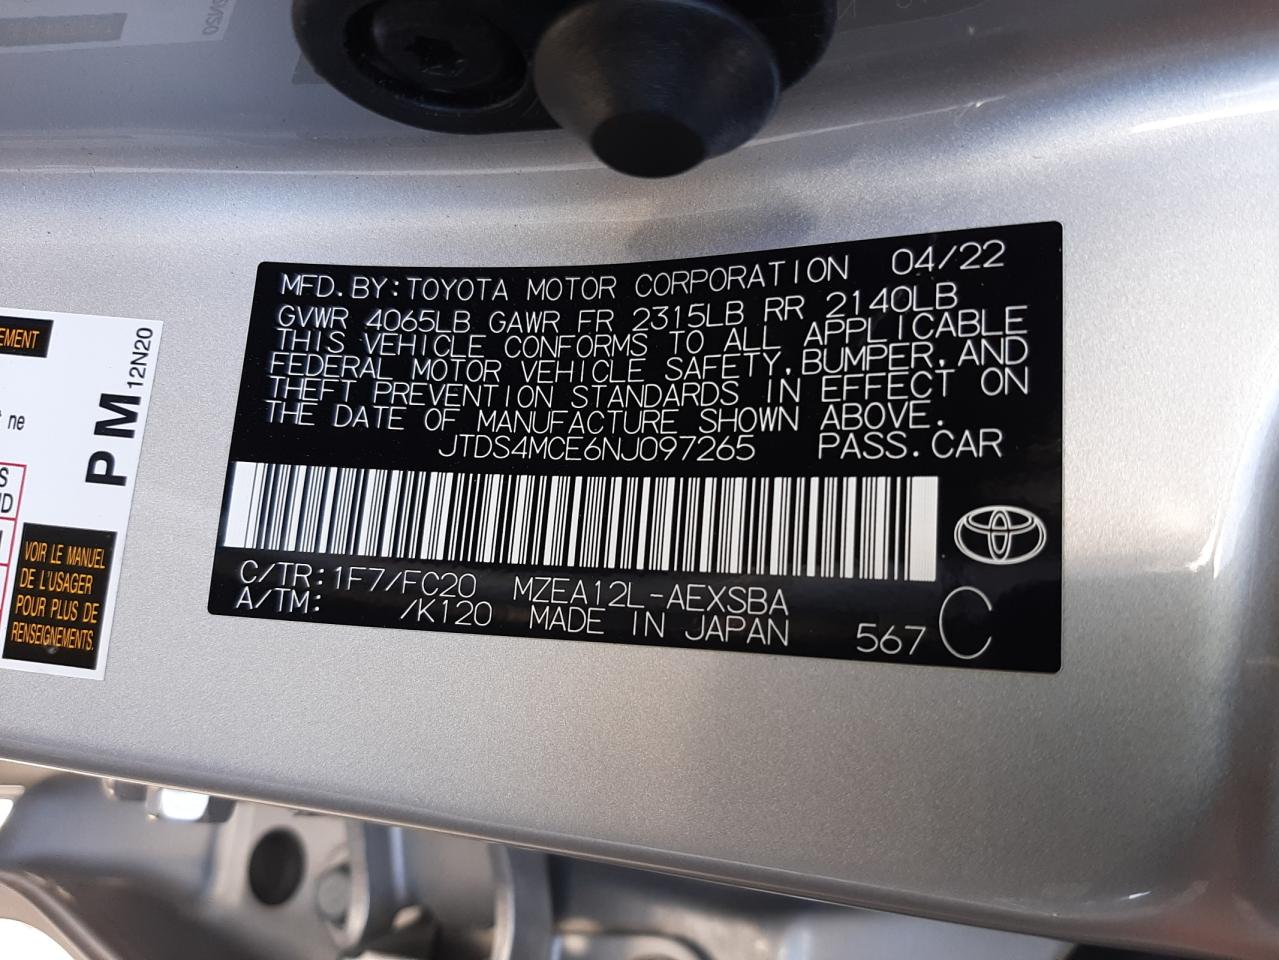 MFD.BY:TOYOTA MOTOR CORPORATION 04/22
GVWR 4065LB GAWR FR 2315LB RR 2140LB
THIS VEHICLE CONFORMS TO ALL APPLICABLE
FEDERAL MOTOR VEHICLE SAFETY,BUMPER,AND
THEFT PREVENTION STANDARDS IN EFFECT ON
THE DATE OF MANUFACTURE SHOWN ABOVE.
JTDS4MCE6NJ097265 PASS.CAR
C/TR:1F7/FC20 MZEA12L-AEXSBA
A/TM: /K120 MADE IN JAPAN 567 C
PM 12N20
ne
VOIR LE MANUEL
DE L'USAGER
POUR PLUS DE
RENSEIGNEMENTS.